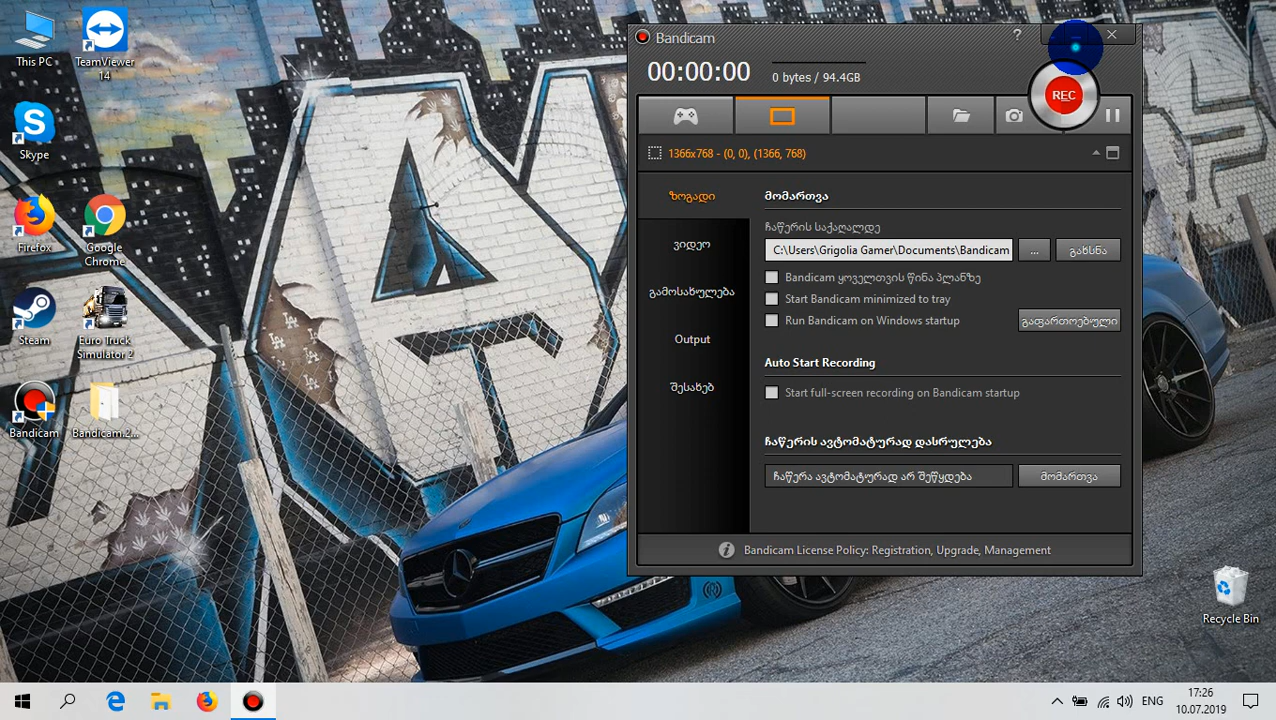 This PC
TeamViewer
14
Skype
Firefox
Google
Chrome
Steam
Euro Truck
Simulator 2
Bandicam
Bandicam.2...
Recycle Bin
Bandicam
?
00:00:00
0 bytes / 94.4GB
REC
1366x768 - (0, 0), (1366, 768)
ზოგადი
ვიდეო
გამოსახულება
Output
შესახებ
მომართვა
ჩაწერის საქაღალდე
C:\Users\Grigolia Gamer\Documents\Bandicam
...
გახსნა
Bandicam ყოველთვის წინა პლანზე
Start Bandicam minimized to tray
Run Bandicam on Windows startup
გაფართოებული
Auto Start Recording
Start full-screen recording on Bandicam startup
ჩაწერის ავტომატურად დასრულება
ჩაწერა ავტომატურად არ შეწყდება
მომართვა
Bandicam License Policy: Registration, Upgrade, Management
ENG
17:26
10.07.2019